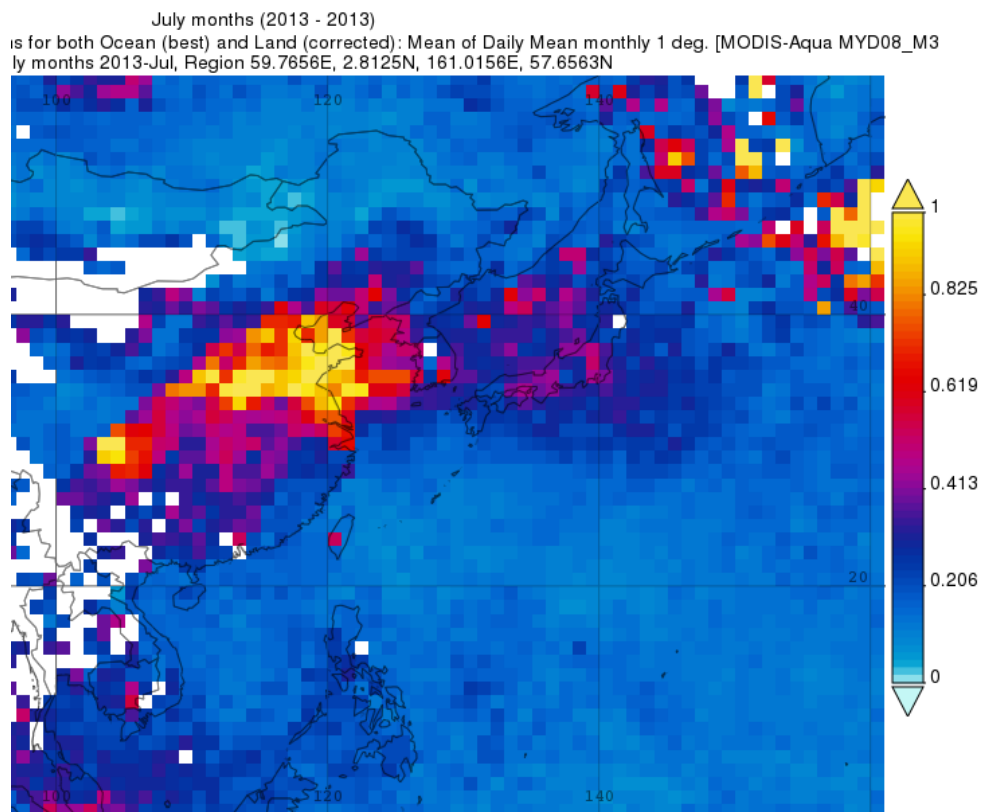 July months (2013 - 2013)
is for both Ocean (best) and Land (corrected): Mean of Daily Mean monthly 1 deg. [MODIS-Aqua MYD08_M3
ly months 2013-Jul, Region 59.7656E, 2.8125N, 161.0156E, 57.6563N
100 120 140
1
0.825
40
0.619
0.413
20
0.206
0
100 120 140